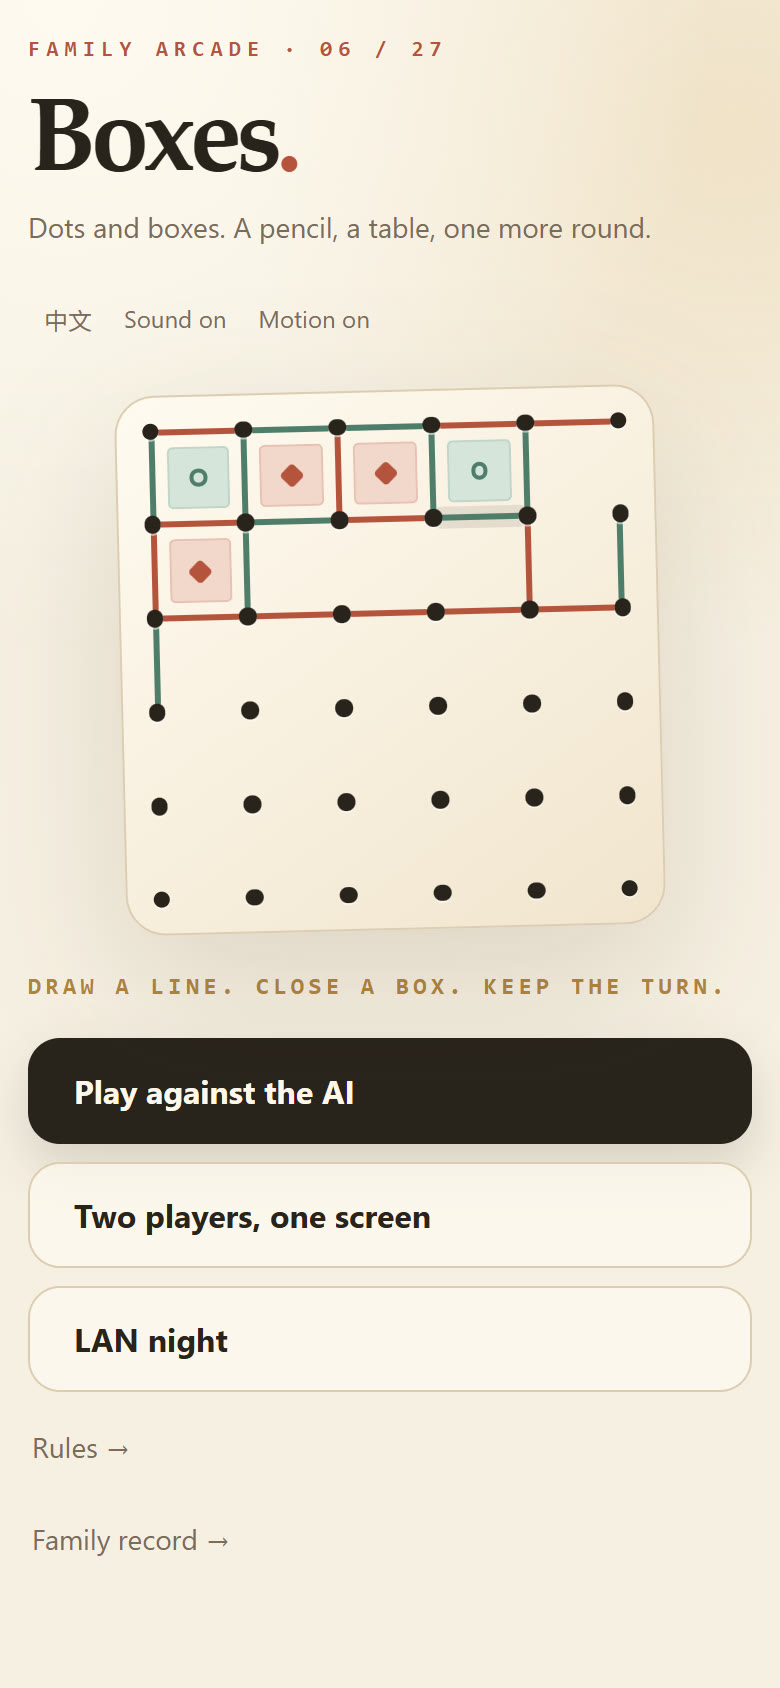 FAMILY ARCADE · 06 / 27
Boxes.
Dots and boxes. A pencil, a table, one more round.
中文 Sound on Motion on
DRAW A LINE. CLOSE A BOX. KEEP THE TURN.
Play against the AI
Two players, one screen
LAN night
Rules →
Family record →